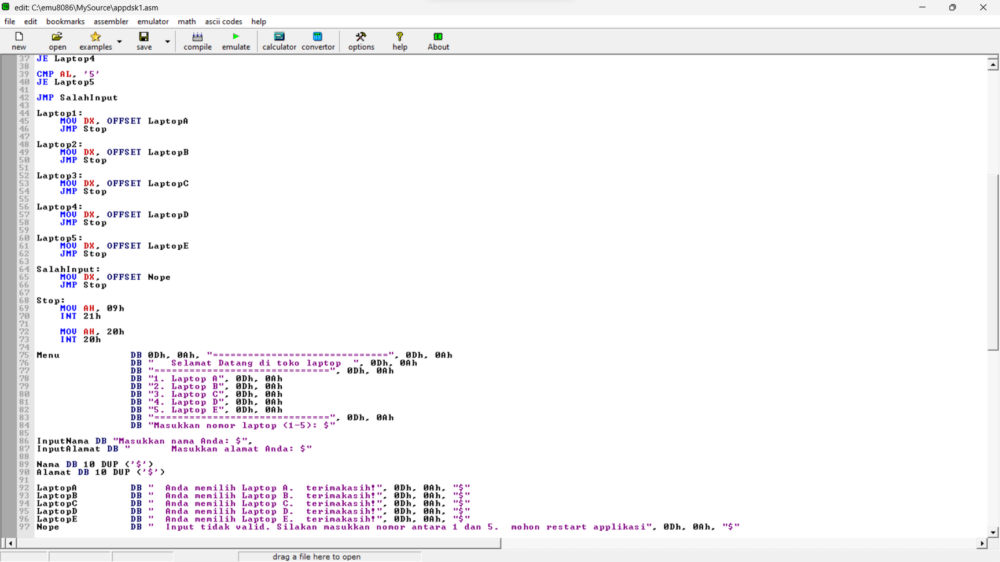 edit: C:\emu8086\MySource\appdsk1.asm
file edit bookmarks assembler emulator math ascii codes help
new open examples save compile emulate calculator convertor options help About
37 JE Laptop4
38
39 CMP AL, '5'
40 JE Laptop5
41
42 JMP SalahInput
43
44 Laptop1:
45 MOV DX, OFFSET LaptopA
46 JMP Stop
47
48 Laptop2:
49 MOV DX, OFFSET LaptopB
50 JMP Stop
51
52 Laptop3:
53 MOV DX, OFFSET LaptopC
54 JMP Stop
55
56 Laptop4:
57 MOV DX, OFFSET LaptopD
58 JMP Stop
59
60 Laptop5:
61 MOV DX, OFFSET LaptopE
62 JMP Stop
63
64 SalahInput:
65 MOV DX, OFFSET Nope
66 JMP Stop
67
68 Stop:
69 MOV AH, 09h
70 INT 21h
71
72 MOV AH, 20h
73 INT 20h
74
75 Menu DB 0Dh, 0Ah, "==============================", 0Dh, 0Ah
76 DB "   Selamat Datang di toko laptop  ", 0Dh, 0Ah
77 DB "==============================", 0Dh, 0Ah
78 DB "1. Laptop A", 0Dh, 0Ah
79 DB "2. Laptop B", 0Dh, 0Ah
80 DB "3. Laptop C", 0Dh, 0Ah
81 DB "4. Laptop D", 0Dh, 0Ah
82 DB "5. Laptop E", 0Dh, 0Ah
83 DB "==============================", 0Dh, 0Ah
84 DB "Masukkan nomor laptop (1-5): $"
85
86 InputNama DB "Masukkan nama Anda: $",
87 InputAlamat DB "       Masukkan alamat Anda: $"
88
89 Nama DB 10 DUP ('$')
90 Alamat DB 10 DUP ('$')
91
92 LaptopA DB "  Anda memilih Laptop A.  terimakasih!", 0Dh, 0Ah, "$"
93 LaptopB DB "  Anda memilih Laptop B.  terimakasih!", 0Dh, 0Ah, "$"
94 LaptopC DB "  Anda memilih Laptop C.  terimakasih!", 0Dh, 0Ah, "$"
95 LaptopD DB "  Anda memilih Laptop D.  terimakasih!", 0Dh, 0Ah, "$"
96 LaptopE DB "  Anda memilih Laptop E.  terimakasih!", 0Dh, 0Ah, "$"
97 Nope DB "  Input tidak valid. Silakan masukkan nomor antara 1 dan 5.  mohon restart applikasi", 0Dh, 0Ah, "$"
drag a file here to open